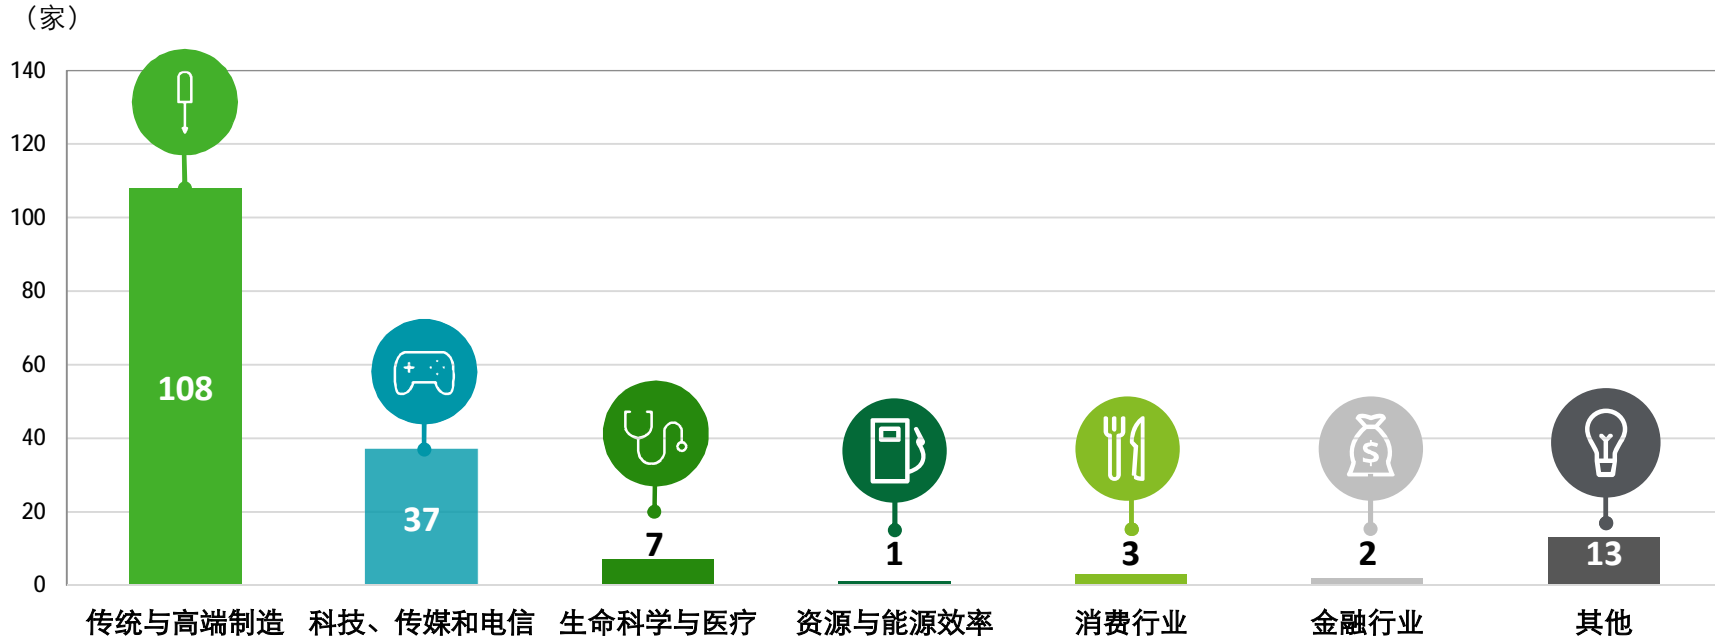 （家）
140
120
100
80
60
40
20
0
108
37
7
1
3
$
2
13
传统与高端制造
科技、传媒和电信
生命科学与医疗
资源与能源效率
消费行业
金融行业
其他